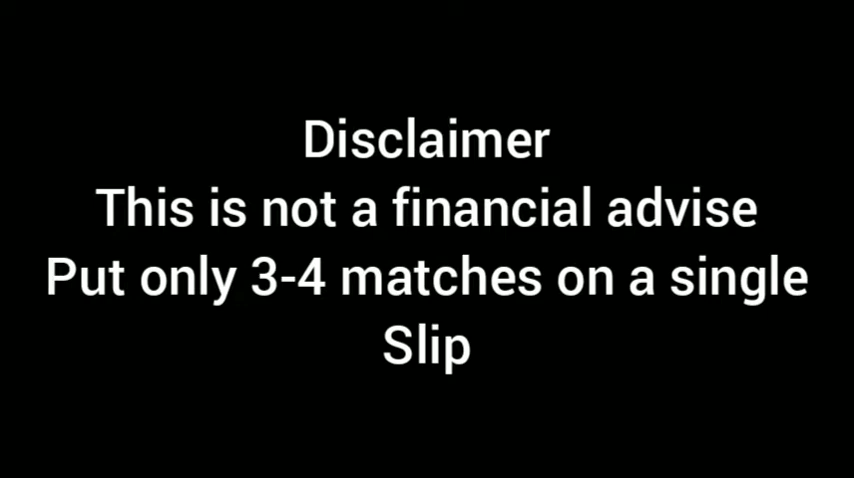 Disclaimer
This is not a financial advise
Put only 3-4 matches on a single
Slip